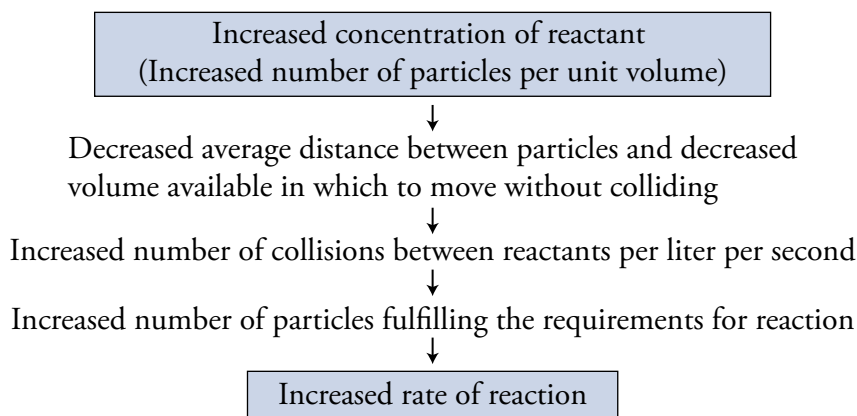 Increased concentration of reactant
(Increased number of particles per unit volume)
Decreased average distance between particles and decreased
volume available in which to move without colliding
Increased number of collisions between reactants per liter per second
Increased number of particles fulfilling the requirements for reaction
Increased rate of reaction